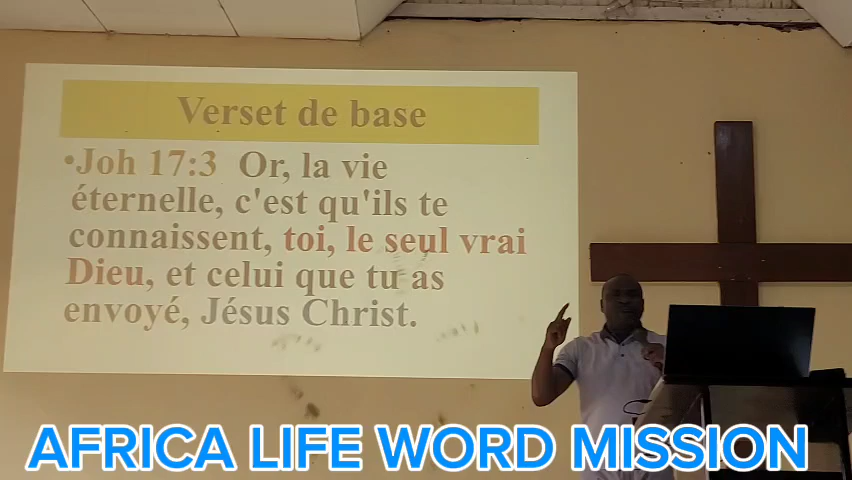 Verset de base
•Joh 17:3 Or, la vie
éternelle, c'est qu'ils te
connaissent, toi, le seul vrai
Dieu, et celui que tu as
envoyé, Jésus Christ.
AFRICA LIFE WORD MISSION